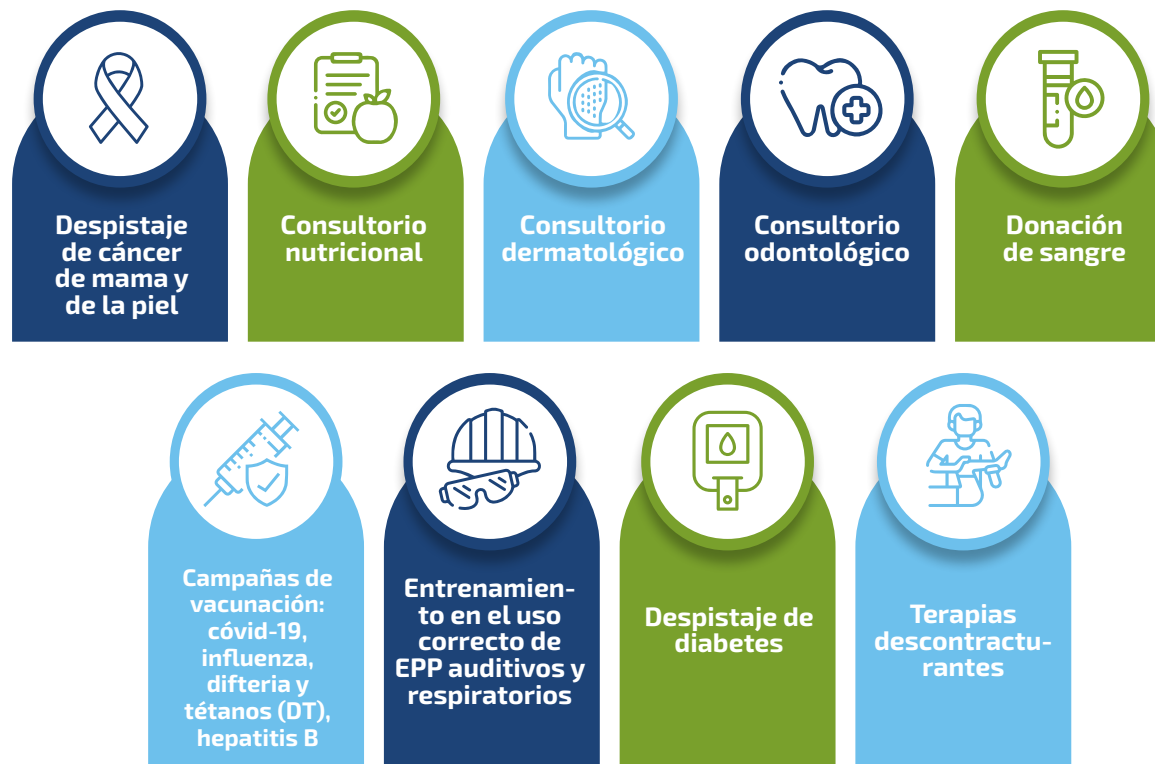 Despistaje
de cáncer
de mama y
de la piel
Consultorio
nutricional
Consultorio
dermatológico
Consultorio
odontológico
Donación
de sangre
Campañas de
vacunación:
cóvid-19,
influenza,
difteria y
tétanos (DT),
hepatitis B
Entrenamien-
to en el uso
correcto de
EPP auditivos y
respiratorios
Despistaje de
diabetes
Terapias
descontractu-
rantes